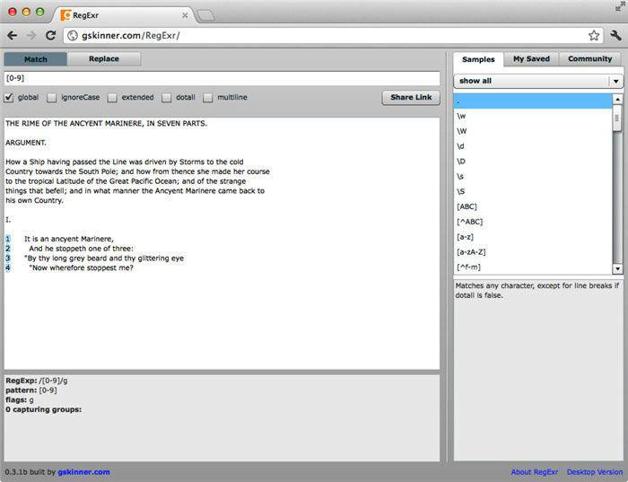 RegExr
gskinner.com/RegExr/
Match
Replace
[0-9]
global
ignoreCase
extended
dotall
multiline
Share Link
THE RIME OF THE ANCYENT MARINERE, IN SEVEN PARTS.
ARGUMENT.
How a Ship having passed the Line was driven by Storms to the cold
Country towards the South Pole; and how from thence she made her course
to the tropical Latitude of the Great Pacific Ocean; and of the strange
things that befell; and in what manner the Ancyent Marinere came back to
his own Country.
I.
1 It is an ancyent Marinere,
2 And he stoppeth one of three:
3 "By thy long grey beard and thy glittering eye
4 "Now wherefore stoppest me?
RegExp: /[0-9]/g
pattern: [0-9]
flags: g
0 capturing groups:
Samples
My Saved
Community
show all
.
\w
\W
\d
\D
\s
\S
[ABC]
[^ABC]
[a-z]
[a-zA-Z]
[^f-m]
Matches any character, except for line breaks if
dotall is false.
0.3.1b built by gskinner.com
About RegExr
Desktop Version